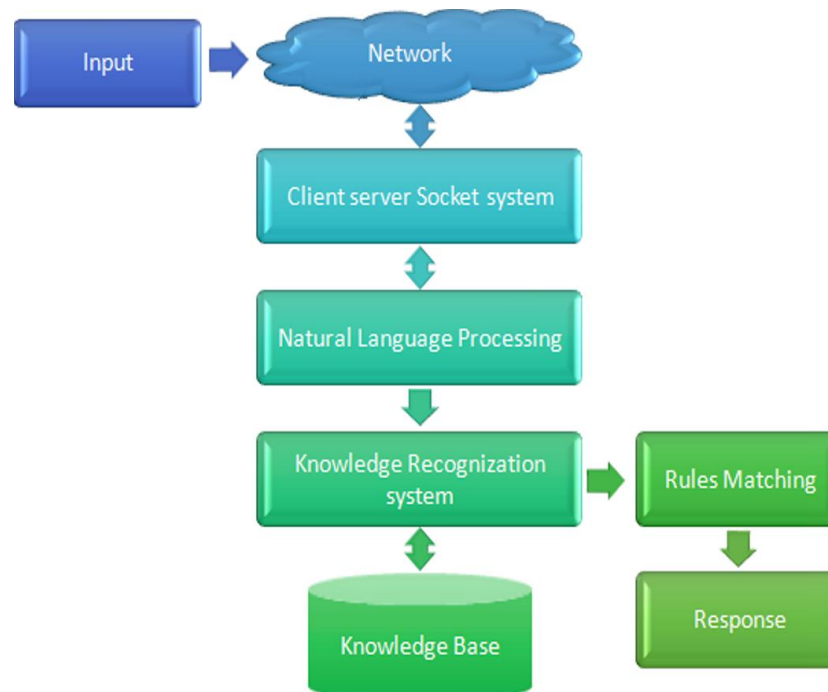 Input
Network
Client server Socket system
Natural Language Processing
Knowledge Recognization
system
Rules Matching
Response
Knowledge Base